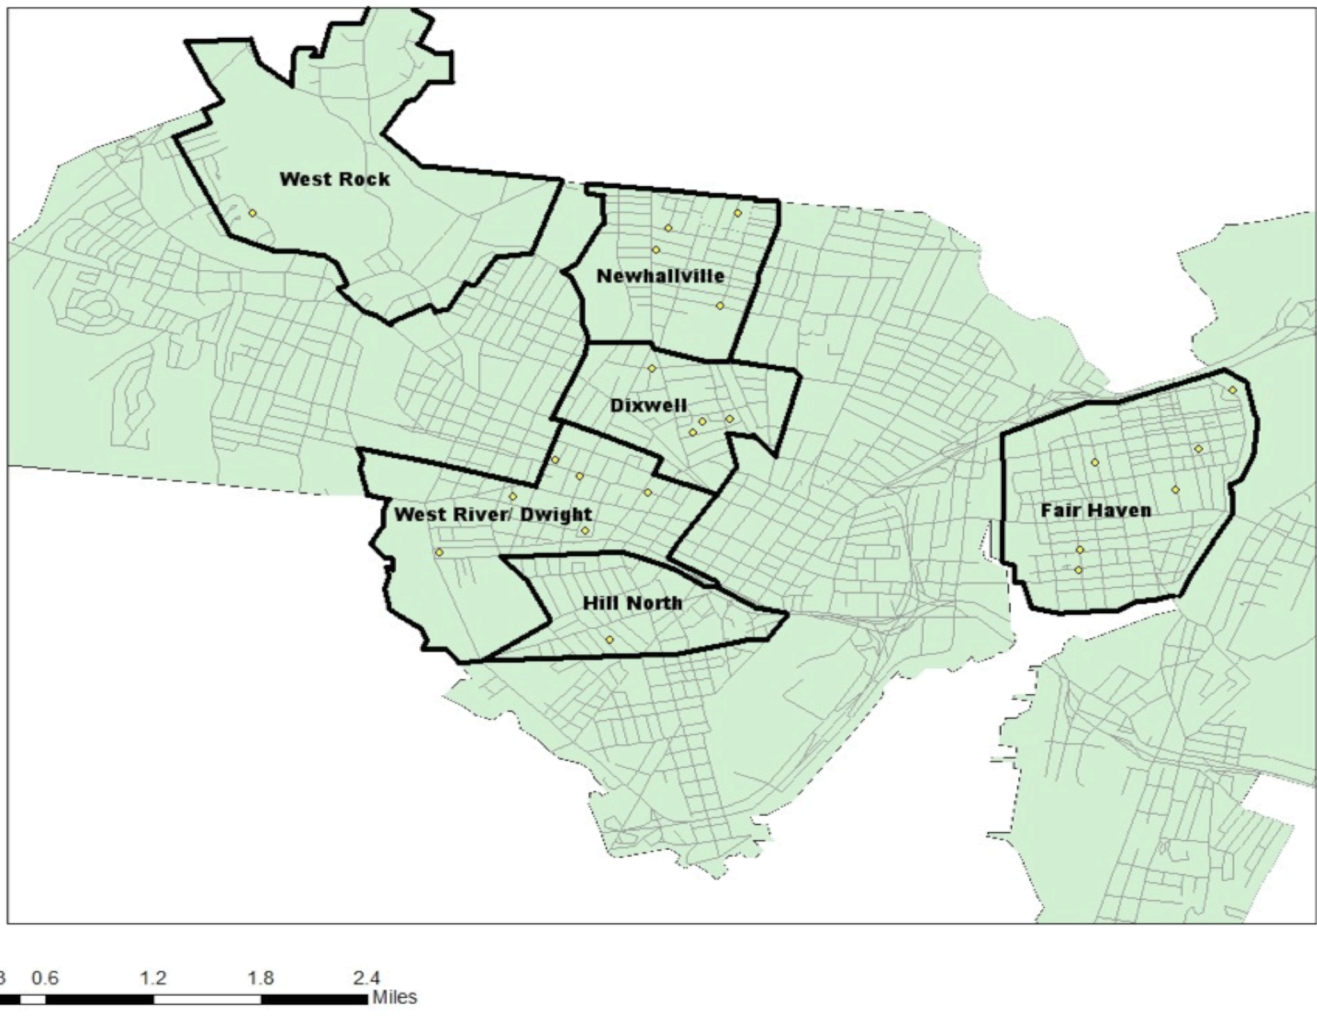 West Rock
Newhallville
Dixwell
West River/ Dwight
Fair Haven
Hill North
0.6 1.2 1.8 2.4
Miles